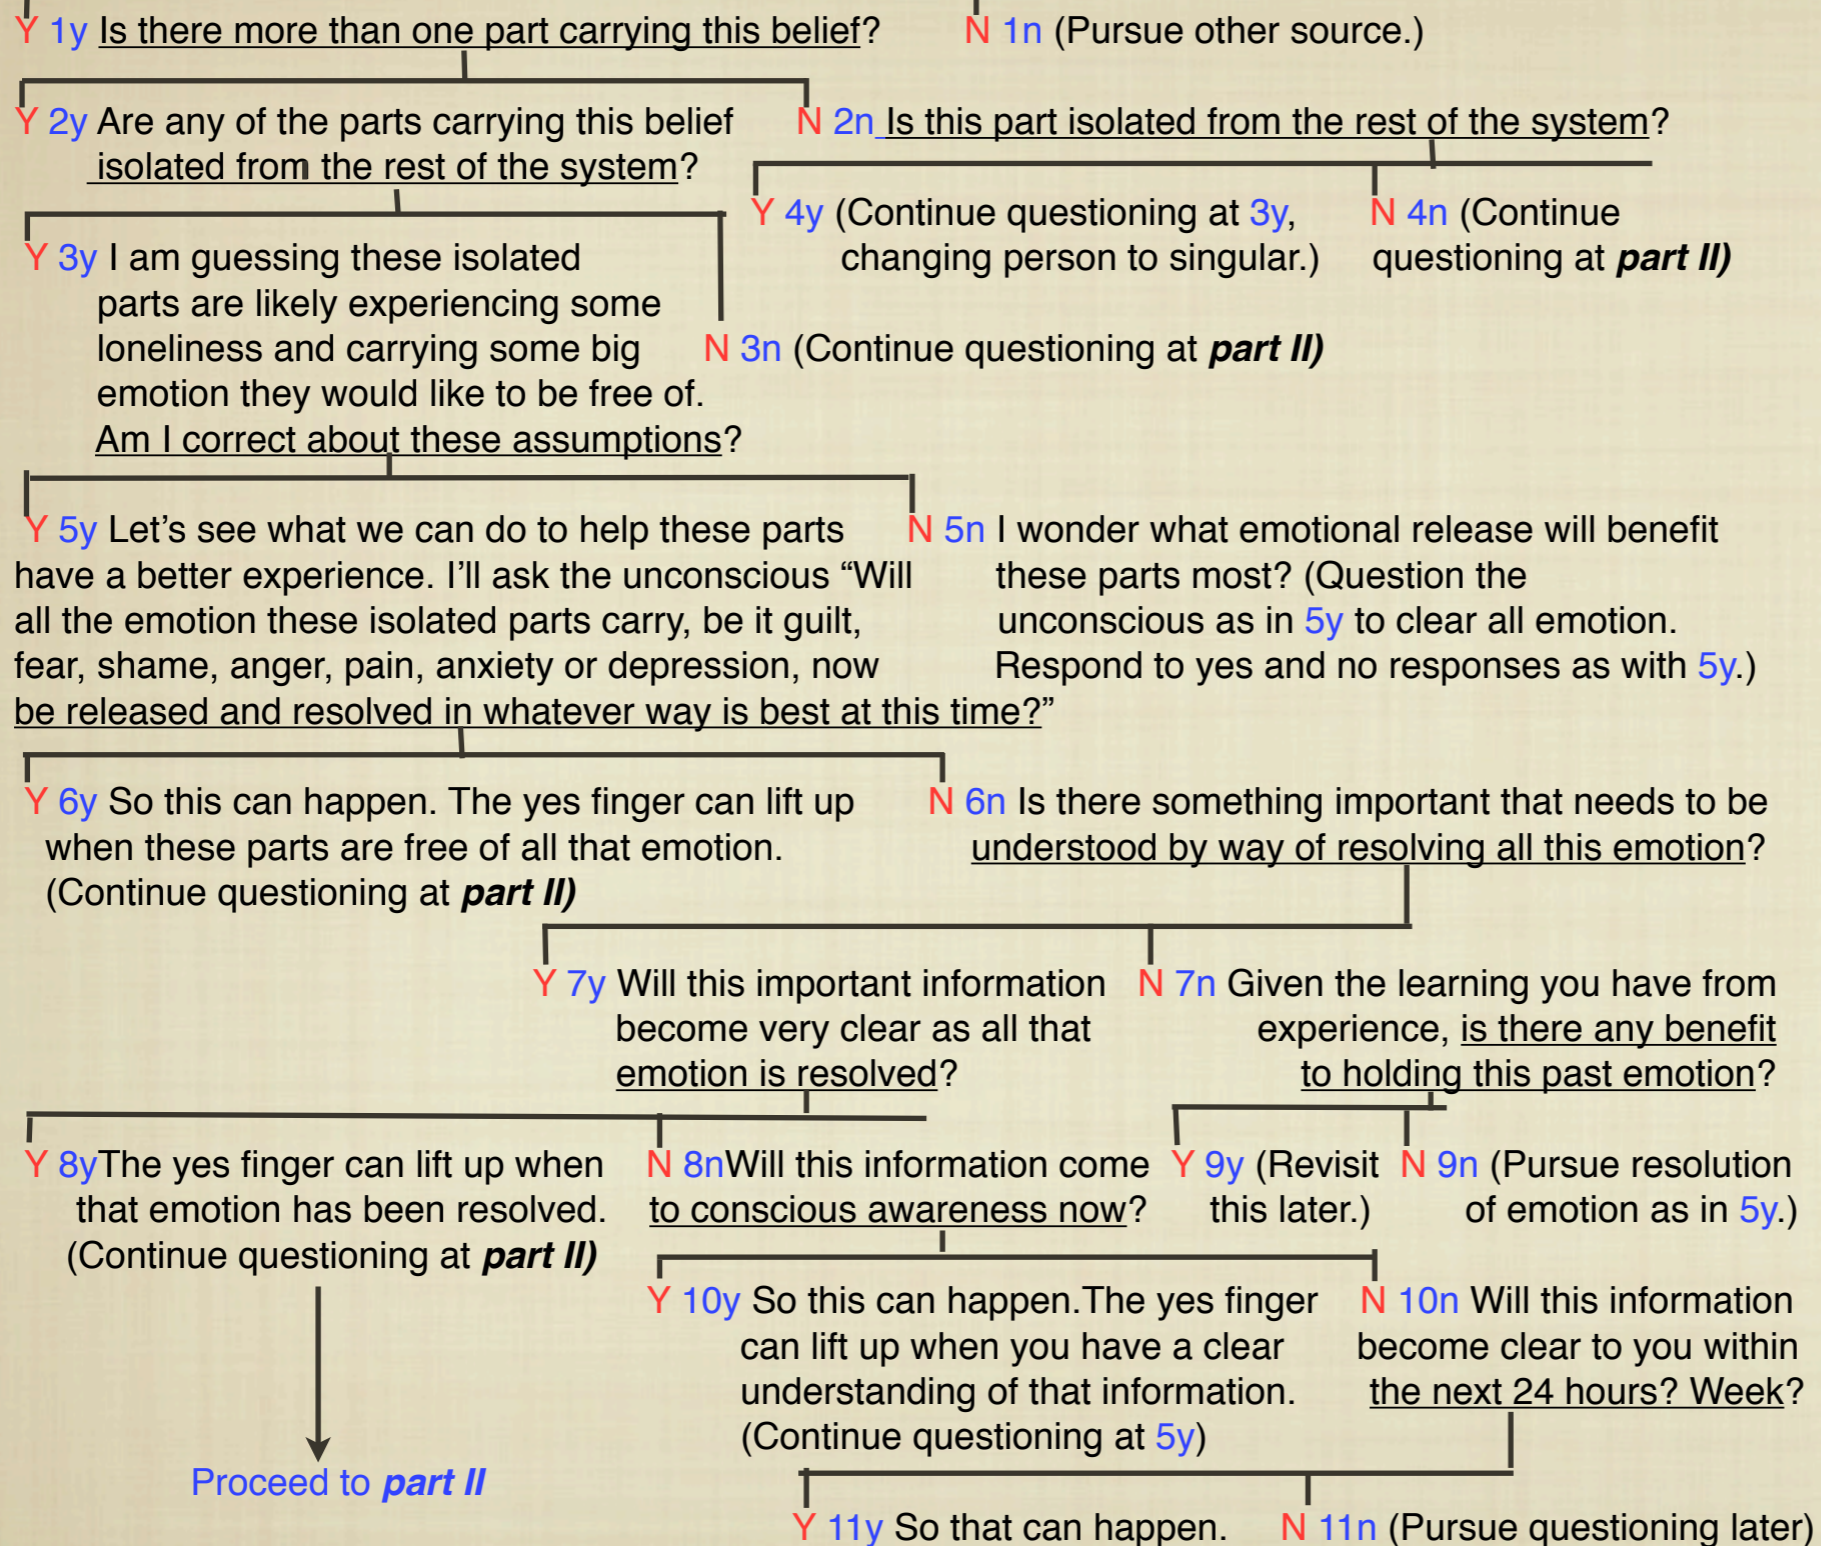 Y 1y Is there more than one part carrying this belief?
N 1n (Pursue other source.)
Y 2y Are any of the parts carrying this belief
isolated from the rest of the system?
N 2n Is this part isolated from the rest of the system?
Y 3y I am guessing these isolated
parts are likely experiencing some
loneliness and carrying some big
emotion they would like to be free of.
Am I correct about these assumptions?
Y 4y (Continue questioning at 3y,
changing person to singular.)
N 4n (Continue
questioning at part II)
N 3n (Continue questioning at part II)
Y 5y Let’s see what we can do to help these parts
have a better experience. I’ll ask the unconscious “Will
all the emotion these isolated parts carry, be it guilt,
fear, shame, anger, pain, anxiety or depression, now
be released and resolved in whatever way is best at this time?”
N 5n I wonder what emotional release will benefit
these parts most? (Question the
unconscious as in 5y to clear all emotion.
Respond to yes and no responses as with 5y.)
Y 6y So this can happen. The yes finger can lift up
when these parts are free of all that emotion.
(Continue questioning at part II)
N 6n Is there something important that needs to be
understood by way of resolving all this emotion?
Y 7y Will this important information
become very clear as all that
emotion is resolved?
N 7n Given the learning you have from
experience, is there any benefit
to holding this past emotion?
Y 8yThe yes finger can lift up when
that emotion has been resolved.
(Continue questioning at part II)
N 8nWill this information come
to conscious awareness now?
Y 9y (Revisit
this later.)
N 9n (Pursue resolution
of emotion as in 5y.)
Y 10y So this can happen.The yes finger
can lift up when you have a clear
understanding of that information.
(Continue questioning at 5y)
N 10n Will this information
become clear to you within
the next 24 hours? Week?
Proceed to part II
Y 11y So that can happen.
N 11n (Pursue questioning later)